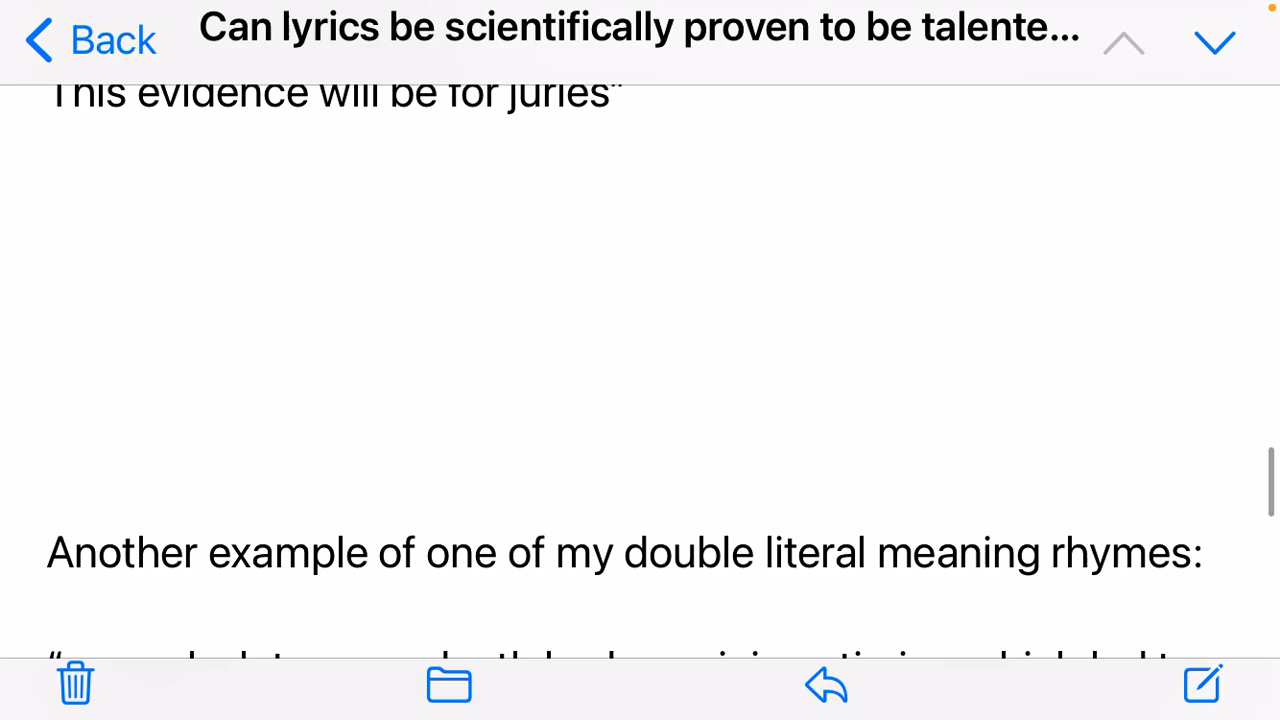 Back
Can lyrics be scientifically proven to be talente...
This evidence will be for juries"
Another example of one of my double literal meaning rhymes: